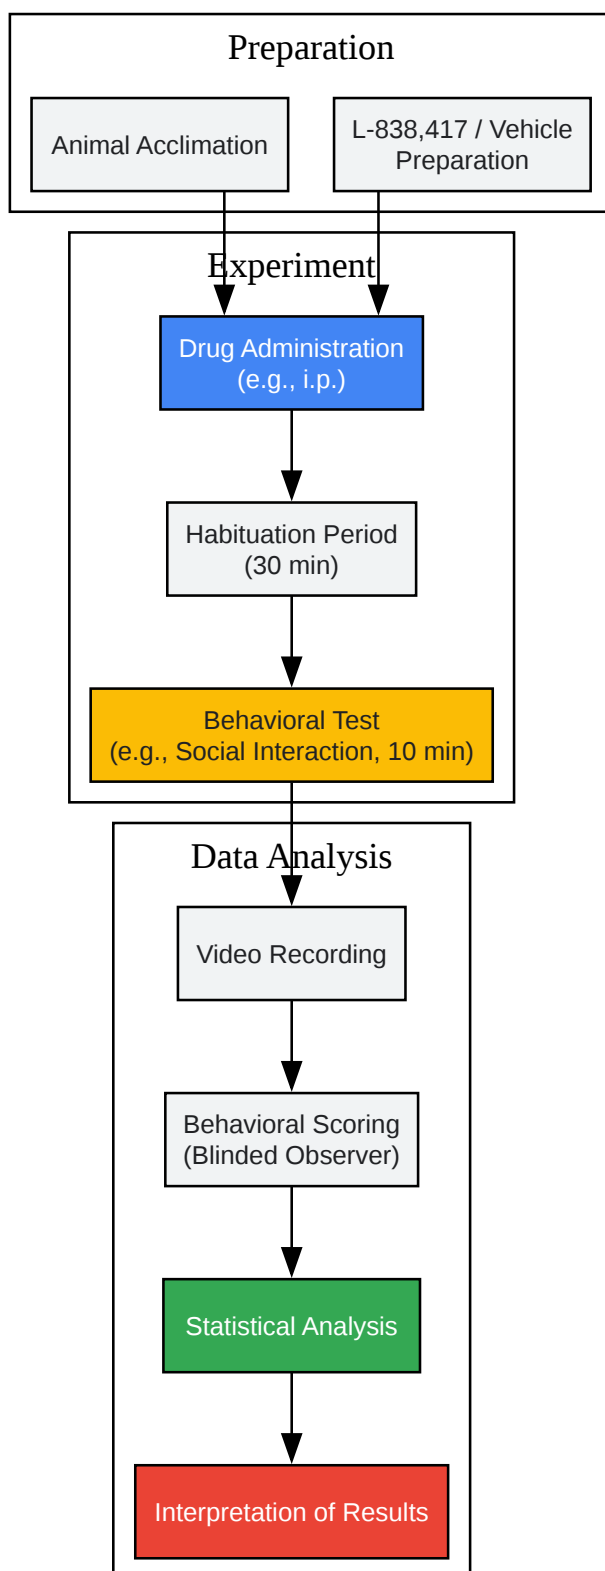 Preparation
Animal Acclimation
L-838,417 / Vehicle
Preparation
Experiment
Drug Administration
(e.g., i.p.)
Habituation Period
(30 min)
Behavioral Test
(e.g., Social Interaction, 10 min)
Data Analysis
Video Recording
Behavioral Scoring
(Blinded Observer)
Statistical Analysis
Interpretation of Results